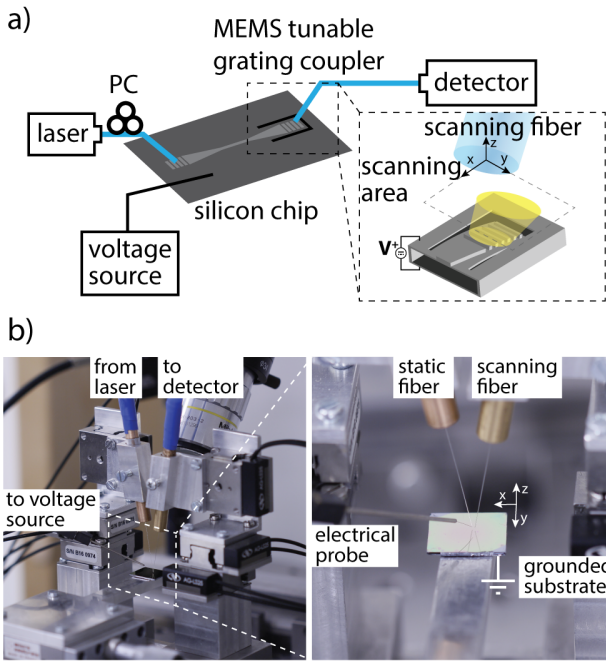 a)
MEMS tunable
grating coupler
PC
laser
detector
silicon chip
voltage
source
scanning fiber
z
x
y
scanning
area
V+
b)
from
laser
to
detector
to voltage
source
static
fiber
scanning
fiber
x
z
y
electrical
probe
grounded
substrate